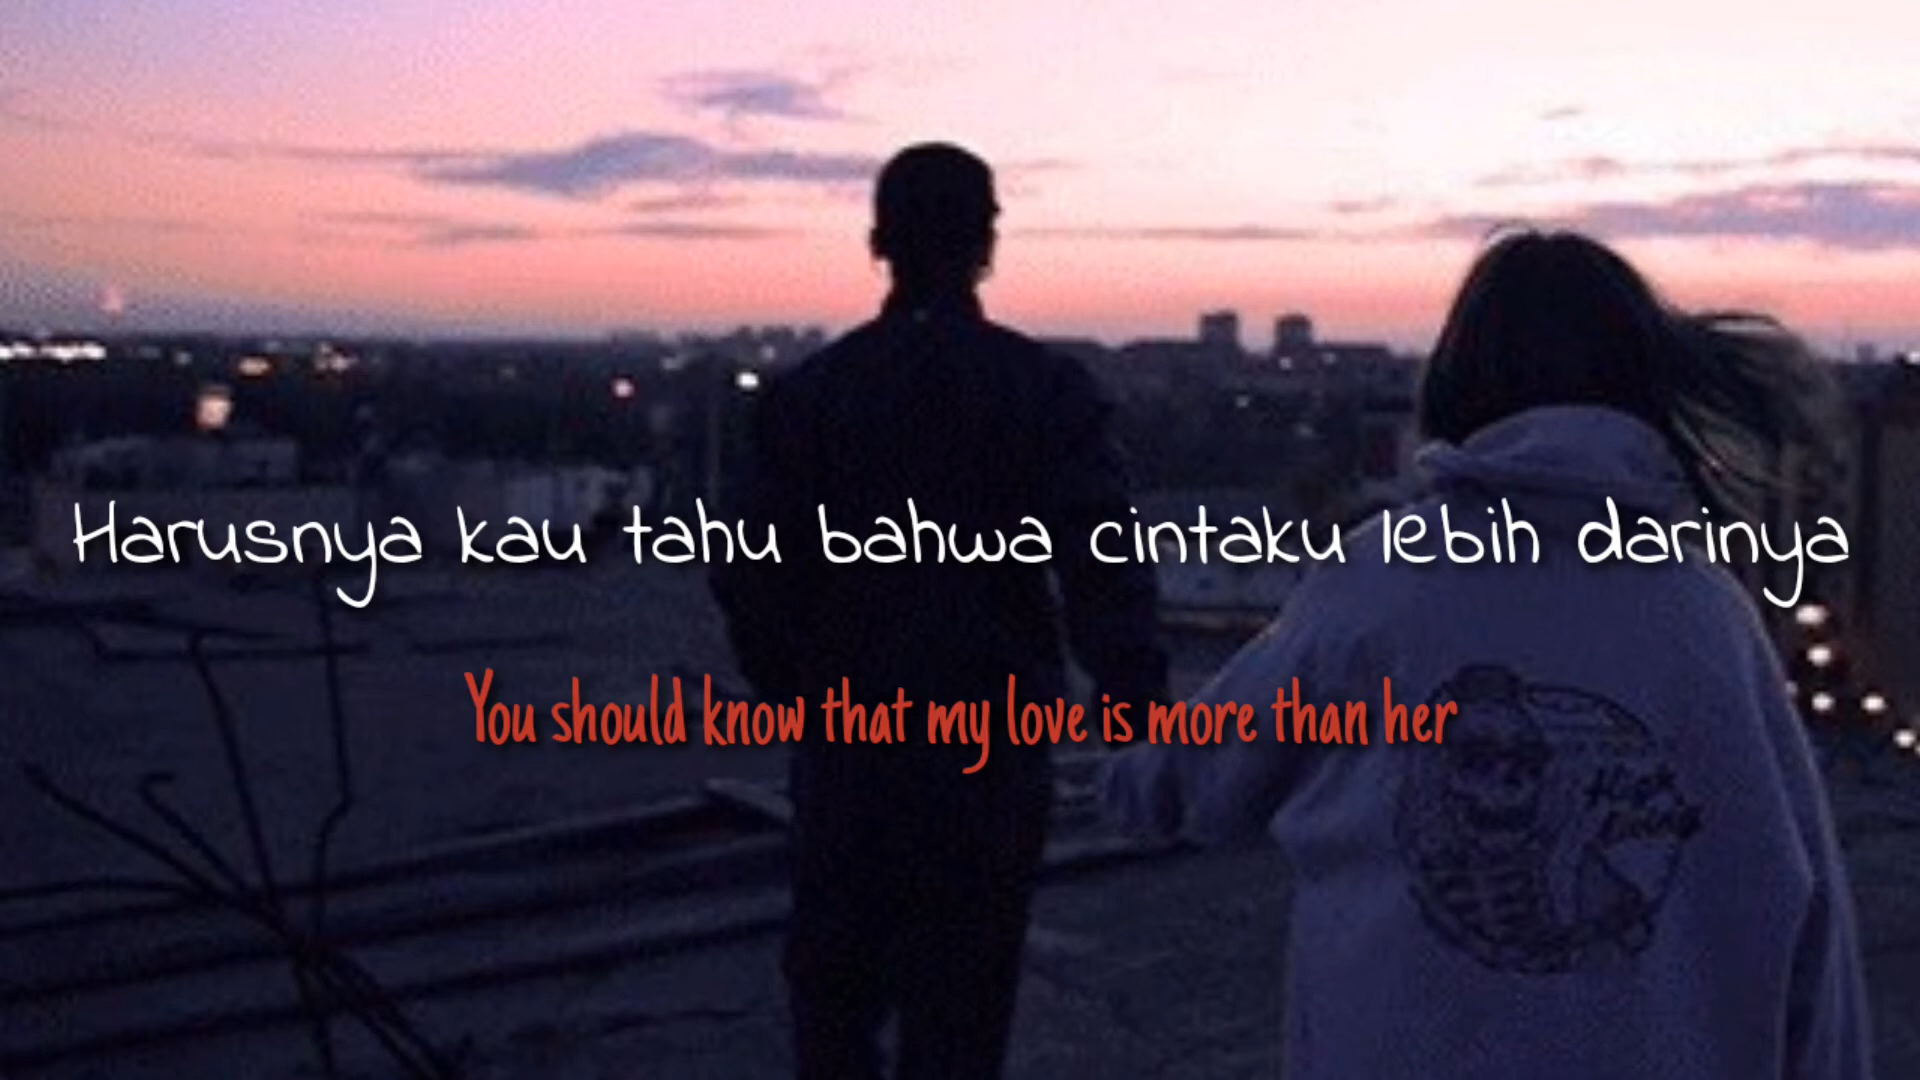 Harusnya kau tahu bahwa cintaku lebih darinya
You should know that my love is more than her